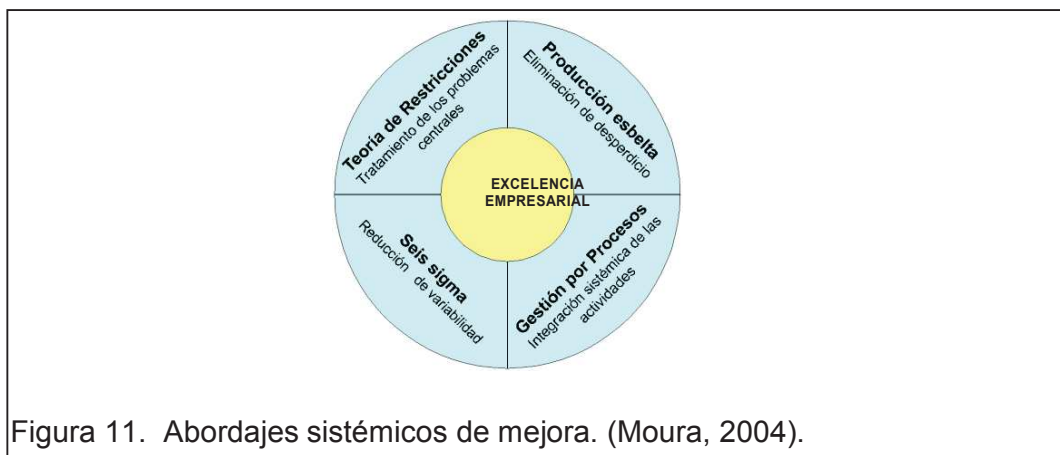 Teoría de Restricciones
Tratamiento de los problemas
centrales
Producción esbelta
Eliminación de desperdicio
EXCELENCIA
EMPRESARIAL
Seis sigma
Reducción de variabilidad
Gestión por Procesos
Integración sistémica de las
actividades
Figura 11. Abordajes sistémicos de mejora. (Moura, 2004).